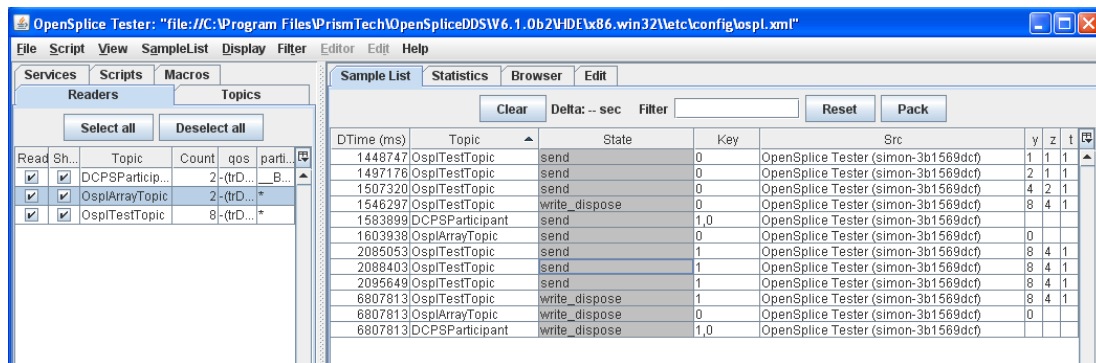 OpenSplice Tester: "file://C:\Program Files\PrismTech\OpenSpliceDDS\V6.1.0b2\HDE\x86.win32\\etc\config\ospl.xml"
File Script View SampleList Display Filter Editor Edit Help
Services Scripts Macros
Readers Topics
Select all Deselect all
Read Sh... Topic Count qos parti...
DCPSParticip... 2 -(trD... __B...
OsplArrayTopic 2 -(trD... *
OsplTestTopic 8 -(trD... *
Sample List Statistics Browser Edit
Clear Delta: -- sec Filter Reset Pack
DTime (ms) Topic State Key Src y z t
1448747 OsplTestTopic send 0 OpenSplice Tester (simon-3b1569dcf) 1 1 1
1497176 OsplTestTopic send 0 OpenSplice Tester (simon-3b1569dcf) 2 1 1
1507320 OsplTestTopic send 0 OpenSplice Tester (simon-3b1569dcf) 4 2 1
1546297 OsplTestTopic write_dispose 0 OpenSplice Tester (simon-3b1569dcf) 8 4 1
1583899 DCPSParticipant send 1,0 OpenSplice Tester (simon-3b1569dcf)
1603938 OsplArrayTopic send 0 OpenSplice Tester (simon-3b1569dcf) 0
2085053 OsplTestTopic send 1 OpenSplice Tester (simon-3b1569dcf) 8 4 1
2088403 OsplTestTopic send 1 OpenSplice Tester (simon-3b1569dcf) 8 4 1
2095649 OsplTestTopic send 1 OpenSplice Tester (simon-3b1569dcf) 8 4 1
6807813 OsplTestTopic write_dispose 1 OpenSplice Tester (simon-3b1569dcf) 8 4 1
6807813 OsplArrayTopic write_dispose 0 OpenSplice Tester (simon-3b1569dcf) 0
6807813 DCPSParticipant write_dispose 1,0 OpenSplice Tester (simon-3b1569dcf)